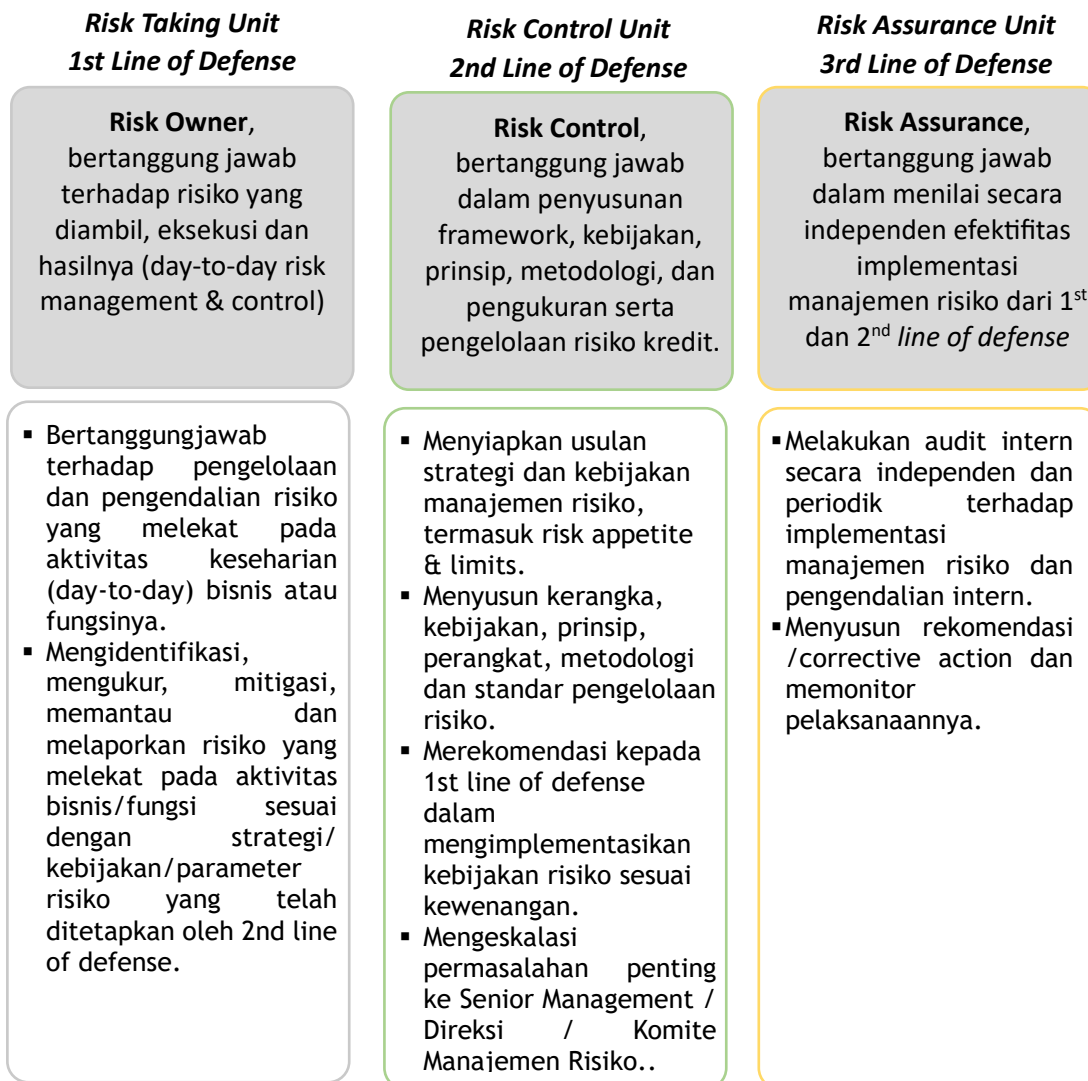 Risk Taking Unit
1st Line of Defense
Risk Owner,
bertanggung jawab
terhadap risiko yang
diambil, eksekusi dan
hasilnya (day-to-day risk
management & control)
▪ Bertanggungjawab
terhadap pengelolaan
dan pengendalian risiko
yang melekat pada
aktivitas keseharian
(day-to-day) bisnis atau
fungsinya.
▪ Mengidentifikasi,
mengukur, mitigasi,
memantau dan
melaporkan risiko yang
melekat pada aktivitas
bisnis/fungsi sesuai
dengan strategi/
kebijakan/parameter
risiko yang telah
ditetapkan oleh 2nd line
of defense.
Risk Control Unit
2nd Line of Defense
Risk Control,
bertanggung jawab
dalam penyusunan
framework, kebijakan,
prinsip, metodologi, dan
pengukuran serta
pengelolaan risiko kredit.
▪ Menyiapkan usulan
strategi dan kebijakan
manajemen risiko,
termasuk risk appetite
& limits.
▪ Menyusun kerangka,
kebijakan, prinsip,
perangkat, metodologi
dan standar pengelolaan
risiko.
▪ Merekomendasi kepada
1st line of defense
dalam
mengimplementasikan
kebijakan risiko sesuai
kewenangan.
▪ Mengeskalasi
permasalahan penting
ke Senior Management /
Direksi / Komite
Manajemen Risiko..
Risk Assurance Unit
3rd Line of Defense
Risk Assurance,
bertanggung jawab
dalam menilai secara
independen efektifitas
implementasi
manajemen risiko dari 1st
dan 2nd line of defense
▪Melakukan audit intern
secara independen dan
periodik terhadap
implementasi
manajemen risiko dan
pengendalian intern.
▪Menyusun rekomendasi
/corrective action dan
memonitor
pelaksanaannya.